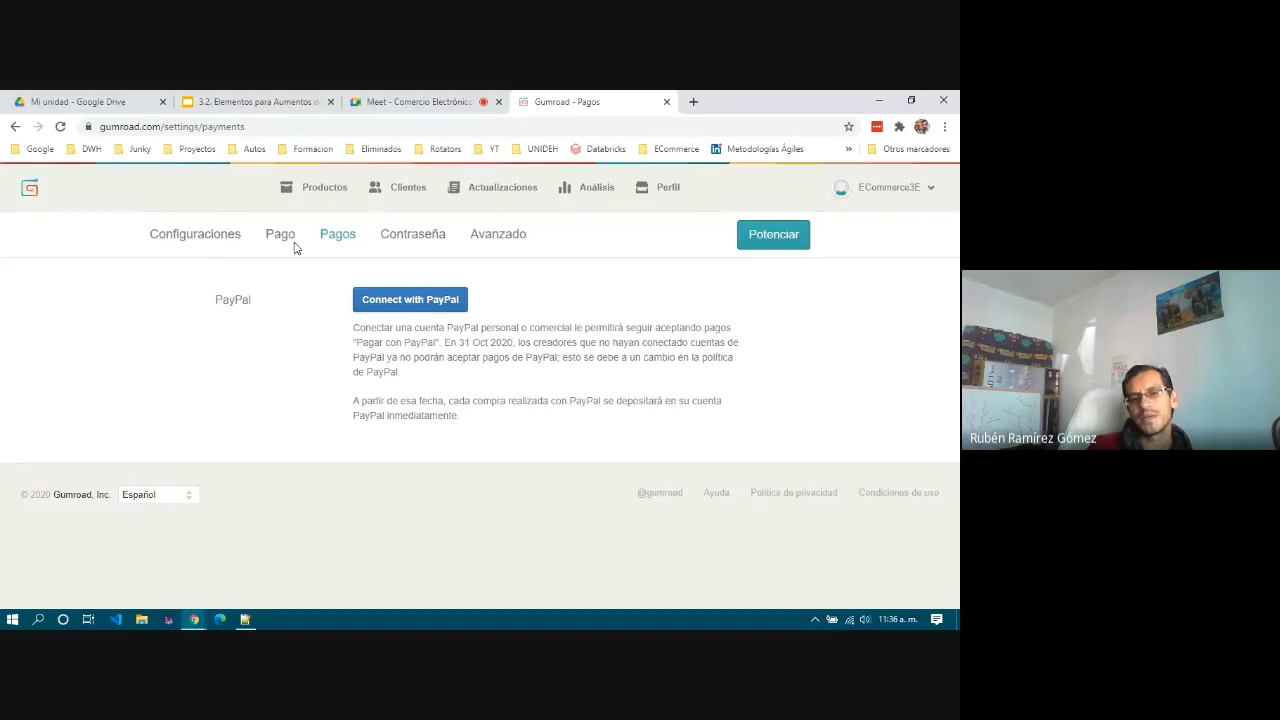 Mi unidad - Google Drive
3.2. Elementos para Aumentos d
Meet - Comercio Electrónico
Gumroad - Pagos
gumroad.com/settings/payments
Google
DWH
Junky
Proyectos
Autos
Formacion
Eliminados
Rotators
YT
UNIDEH
Databricks
ECommerce
Metodologías Ágiles
»
Otros marcadores
Productos
Clientes
Actualizaciones
Análisis
Perfil
ECommerce3E
Configuraciones
Pago
Pagos
Contraseña
Avanzado
Potenciar
PayPal
Connect with PayPal
Conectar una cuenta PayPal personal o comercial le permitirá seguir aceptando pagos
"Pagar con PayPal". En 31 Oct 2020, los creadores que no hayan conectado cuentas de
PayPal ya no podrán aceptar pagos de PayPal; esto se debe a un cambio en la política
de PayPal.
A partir de esa fecha, cada compra realizada con PayPal se depositará en su cuenta
PayPal inmediatamente.
Rubén Ramírez Gómez
© 2020 Gumroad, Inc.
Español
@gumroad
Ayuda
Política de privacidad
Condiciones de uso
11:36 a. m.